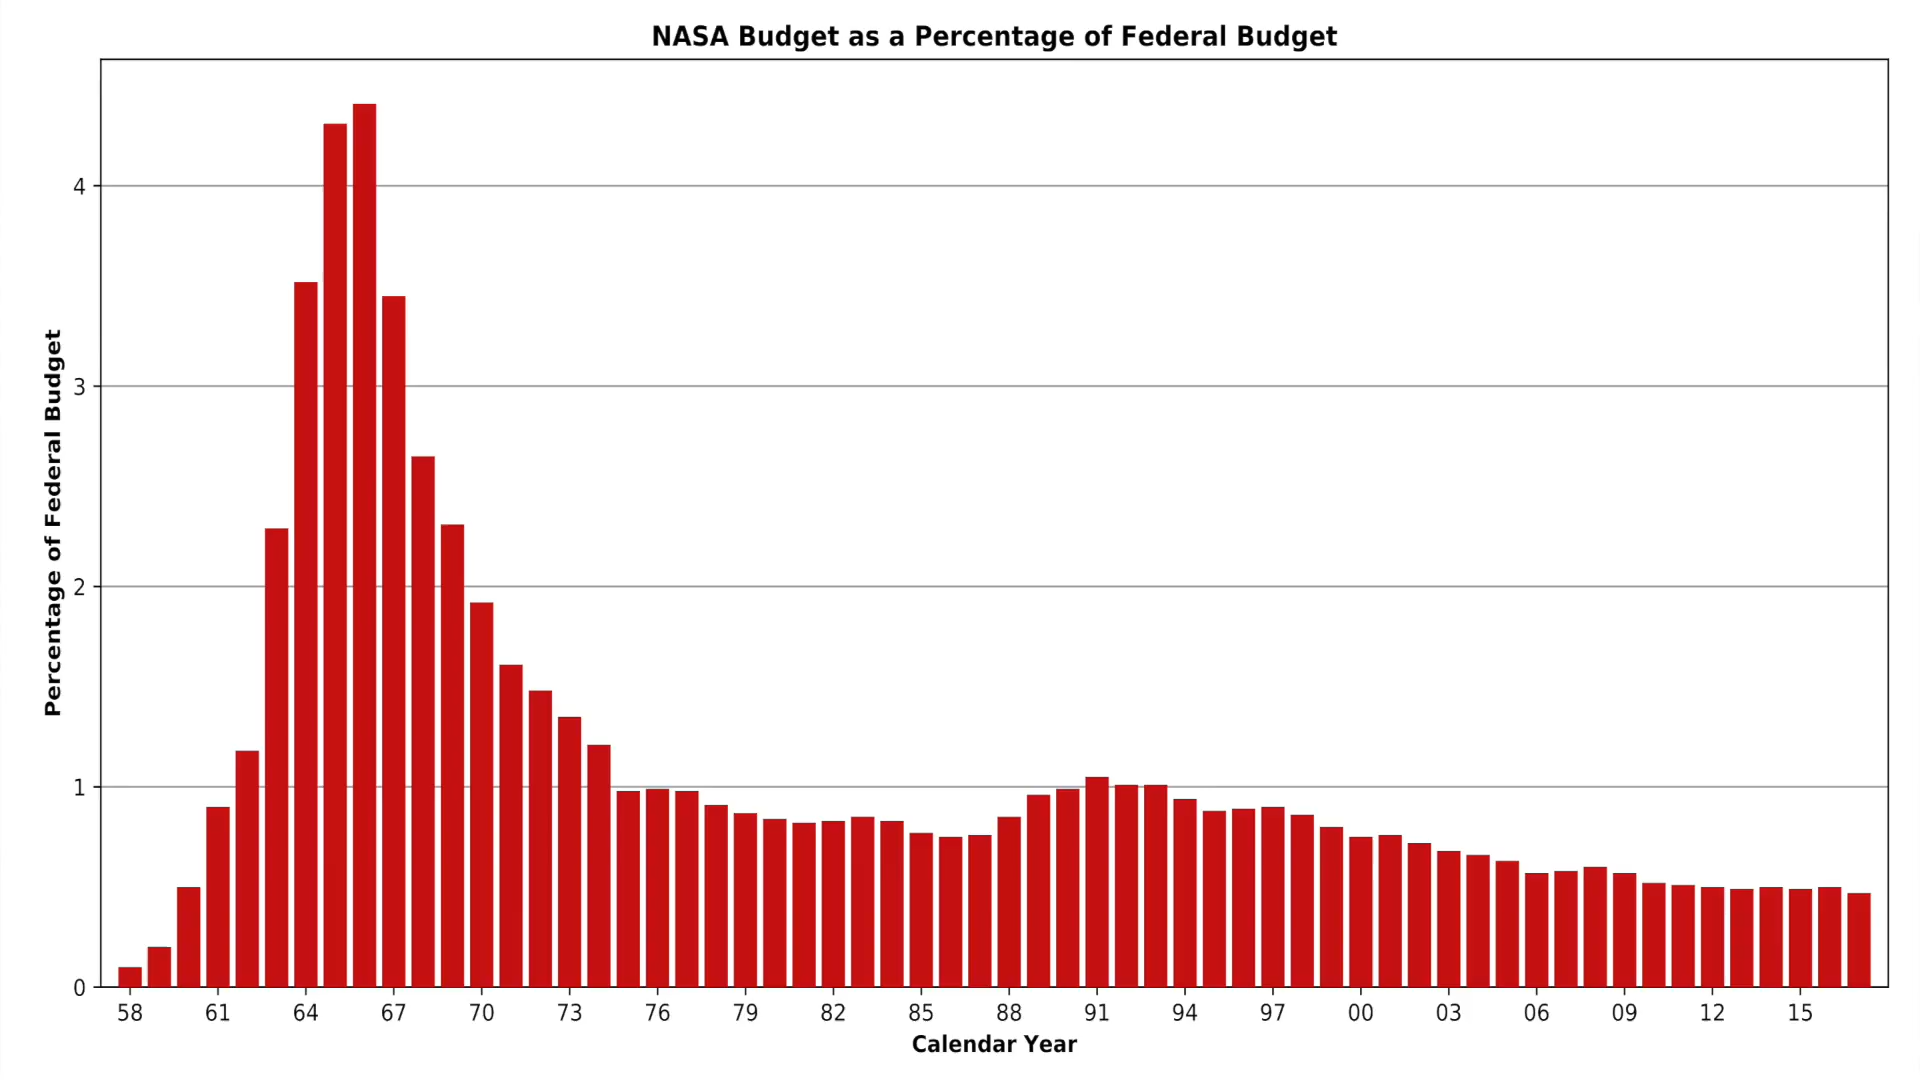 NASA Budget as a Percentage of Federal Budget
Percentage of Federal Budget
4
3
2
1
0
58 61 64 67 70 73 76 79 82 85 88 91 94 97 00 03 06 09 12 15
Calendar Year